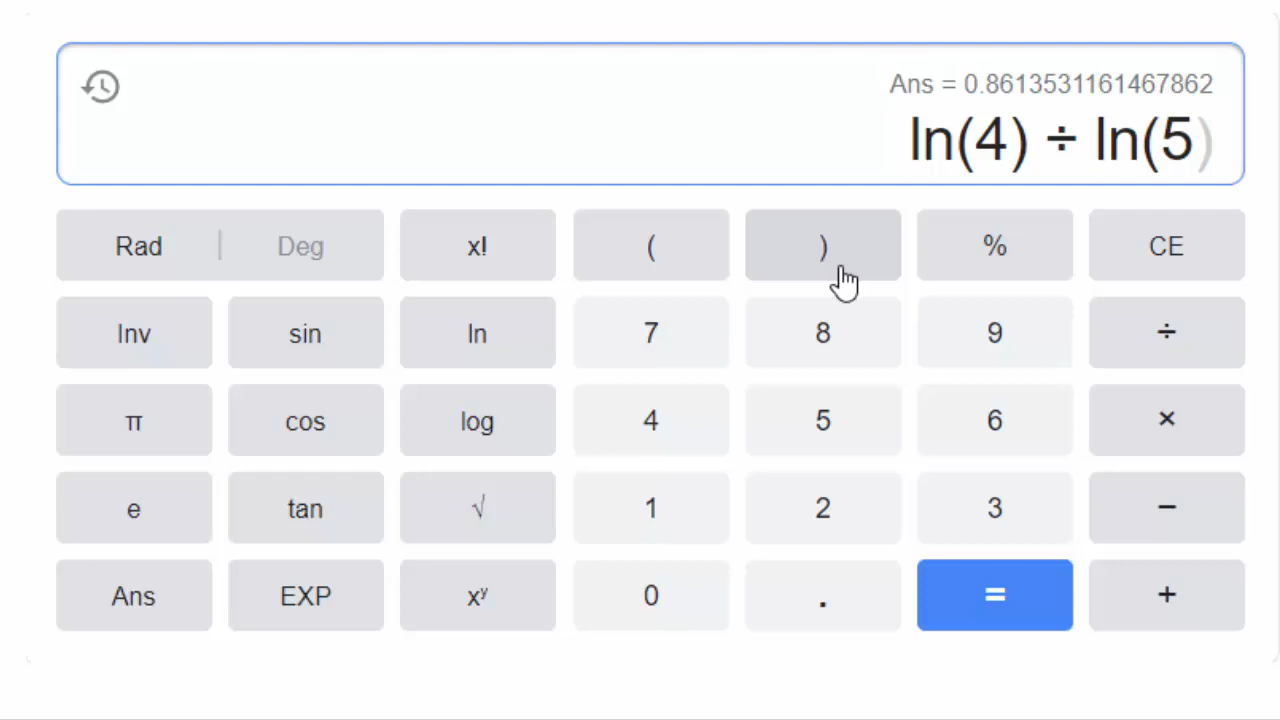 Ans = 0.8613531161467862
ln(4) ÷ ln(5)
Rad | Deg x! ( ) % CE
Inv sin ln 7 8 9 ÷
π cos log 4 5 6 ×
e tan √ 1 2 3 −
Ans EXP xʸ 0 . = +